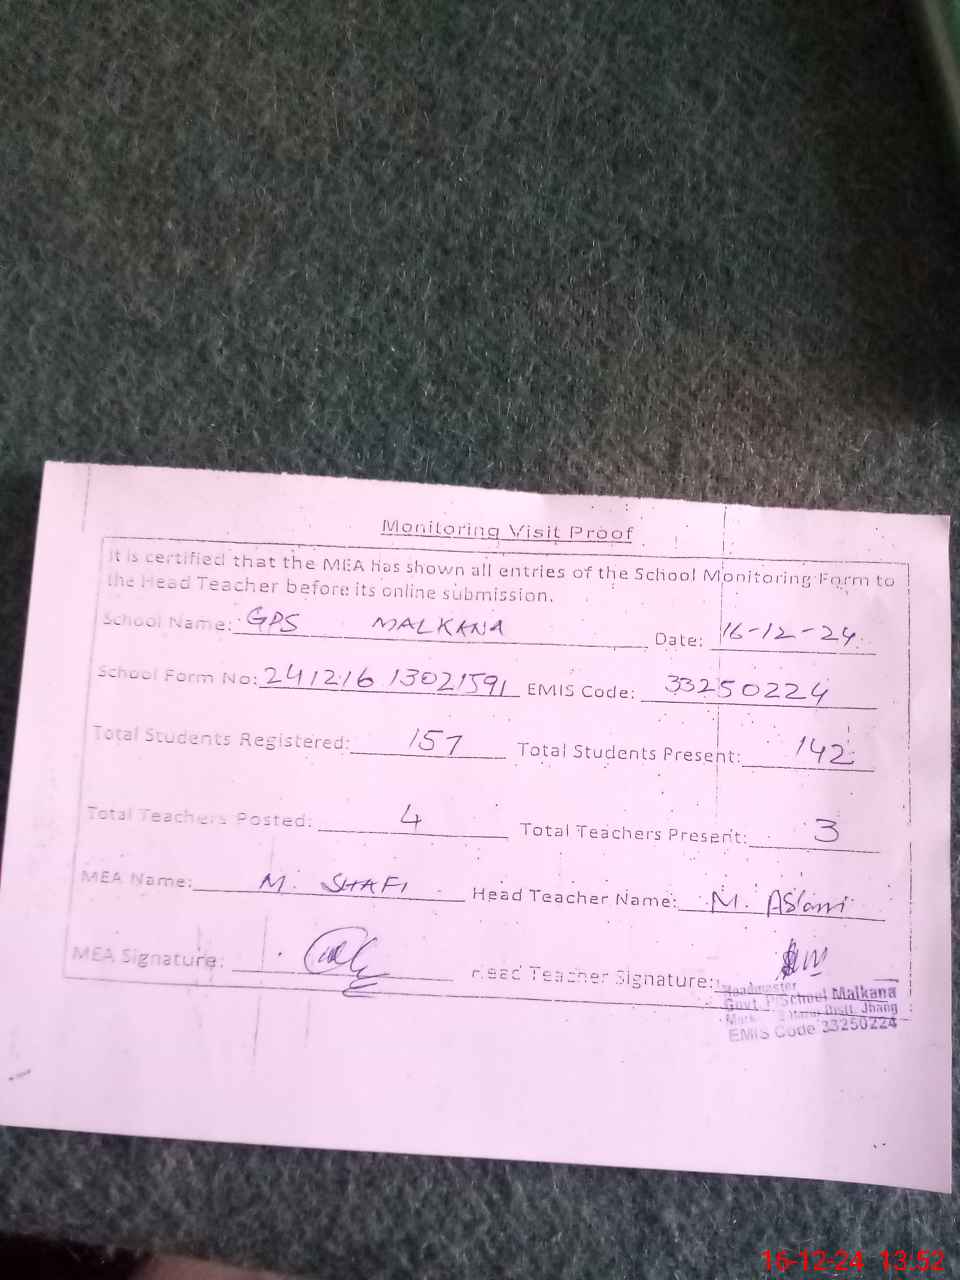 Monitoring Visit Proof
It is certified that the MEA has shown all entries of the School Monitoring Form to
the Head Teacher before its online submission.
School Name: GPS MALKANA Date: 16-12-24
School Form No: 241216 13021591 EMIS Code: 33250224
Total Students Registered: 157 Total Students Present: 142
Total Teachers Posted: 4 Total Teachers Present: 3
MEA Name: M. SHAFI Head Teacher Name: M. Aslam
MEA Signature: Head Teacher Signature:
Headmaster
Govt. P/School Malkana
Distt. Jhang
EMIS Code 33250224
16-12-24 13:52